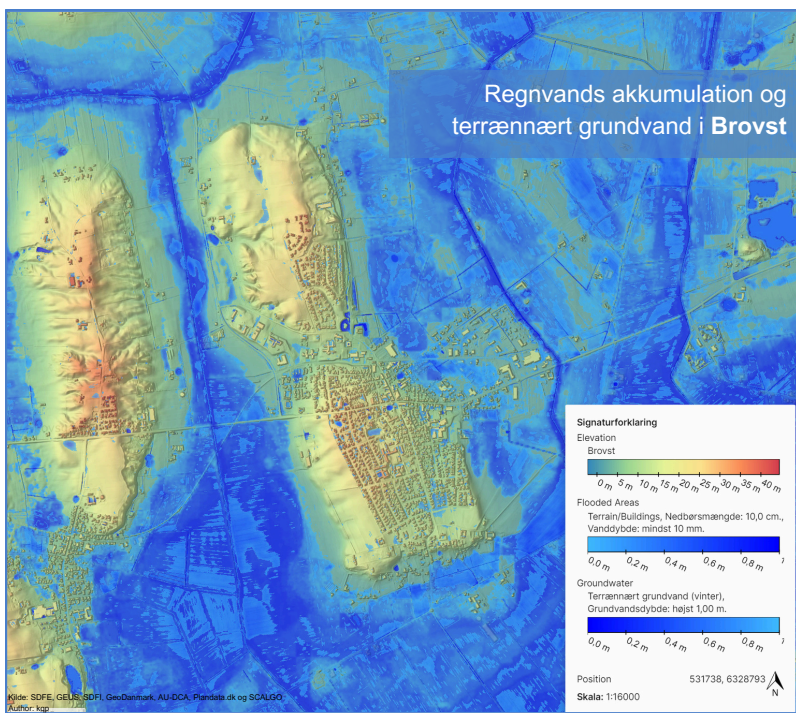 Regnvands akkumulation og
terrænnært grundvand i Brovst
Signaturforklaring
Elevation
Brovst
0 m 5 m 10 m 15 m 20 m 25 m 30 m 35 m 40 m
Flooded Areas
Terrain/Buildings, Nedbørsmængde: 10,0 cm.,
Vanddybde: mindst 10 mm.
0,0 m 0,2 m 0,4 m 0,6 m 0,8 m 1
Groundwater
Terrænnært grundvand (vinter),
Grundvandsdybde: højst 1,00 m.
0,0 m 0,2 m 0,4 m 0,6 m 0,8 m 1
Position 531738, 6328793
N
Skala: 1:16000
Kilde: SDFE, GEUS, SDFI, GeoDanmark, AU-DCA, Plandata.dk og SCALGO
Author: kgp